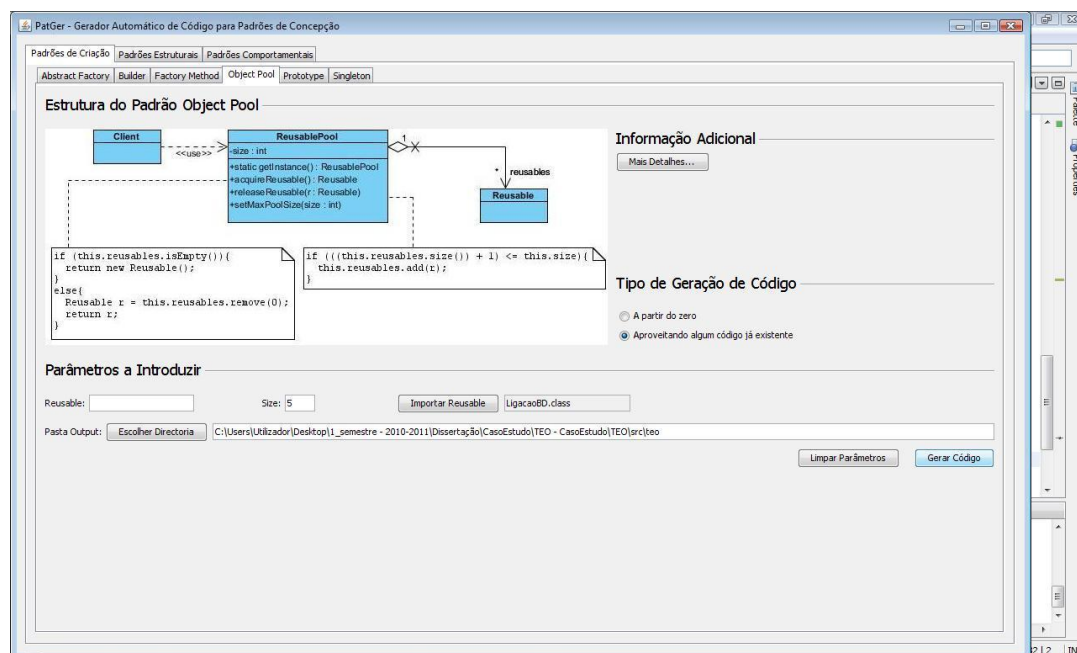 PatGer - Gerador Automático de Código para Padrões de Concepção
Padrões de Criação Padrões Estruturais Padrões Comportamentais
Abstract Factory Builder Factory Method Object Pool Prototype Singleton
Estrutura do Padrão Object Pool
Client
<<use>>
ReusablePool
-size : int
+static getInstance() : ReusablePool
+acquireReusable() : Reusable
+releaseReusable(r : Reusable)
+setMaxPoolSize(size : int)
1
* reusables
Reusable
if (this.reusables.isEmpty()){
return new Reusable();
}
else{
Reusable r = this.reusables.remove(0);
return r;
}
if (((this.reusables.size()) + 1) <= this.size){
this.reusables.add(r);
}
Informação Adicional
Mais Detalhes...
Tipo de Geração de Código
A partir do zero
Aproveitando algum código já existente
Parâmetros a Introduzir
Reusable: Size: 5 Importar Reusable LigacaoBD.class
Pasta Output: Escolher Directoria C:\Users\Utilizador\Desktop\1_semestre - 2010-2011\Dissertação\CasoEstudo\TEO - CasoEstudo\TEO\src\teo
Limpar Parâmetros Gerar Código
Palette
Properties